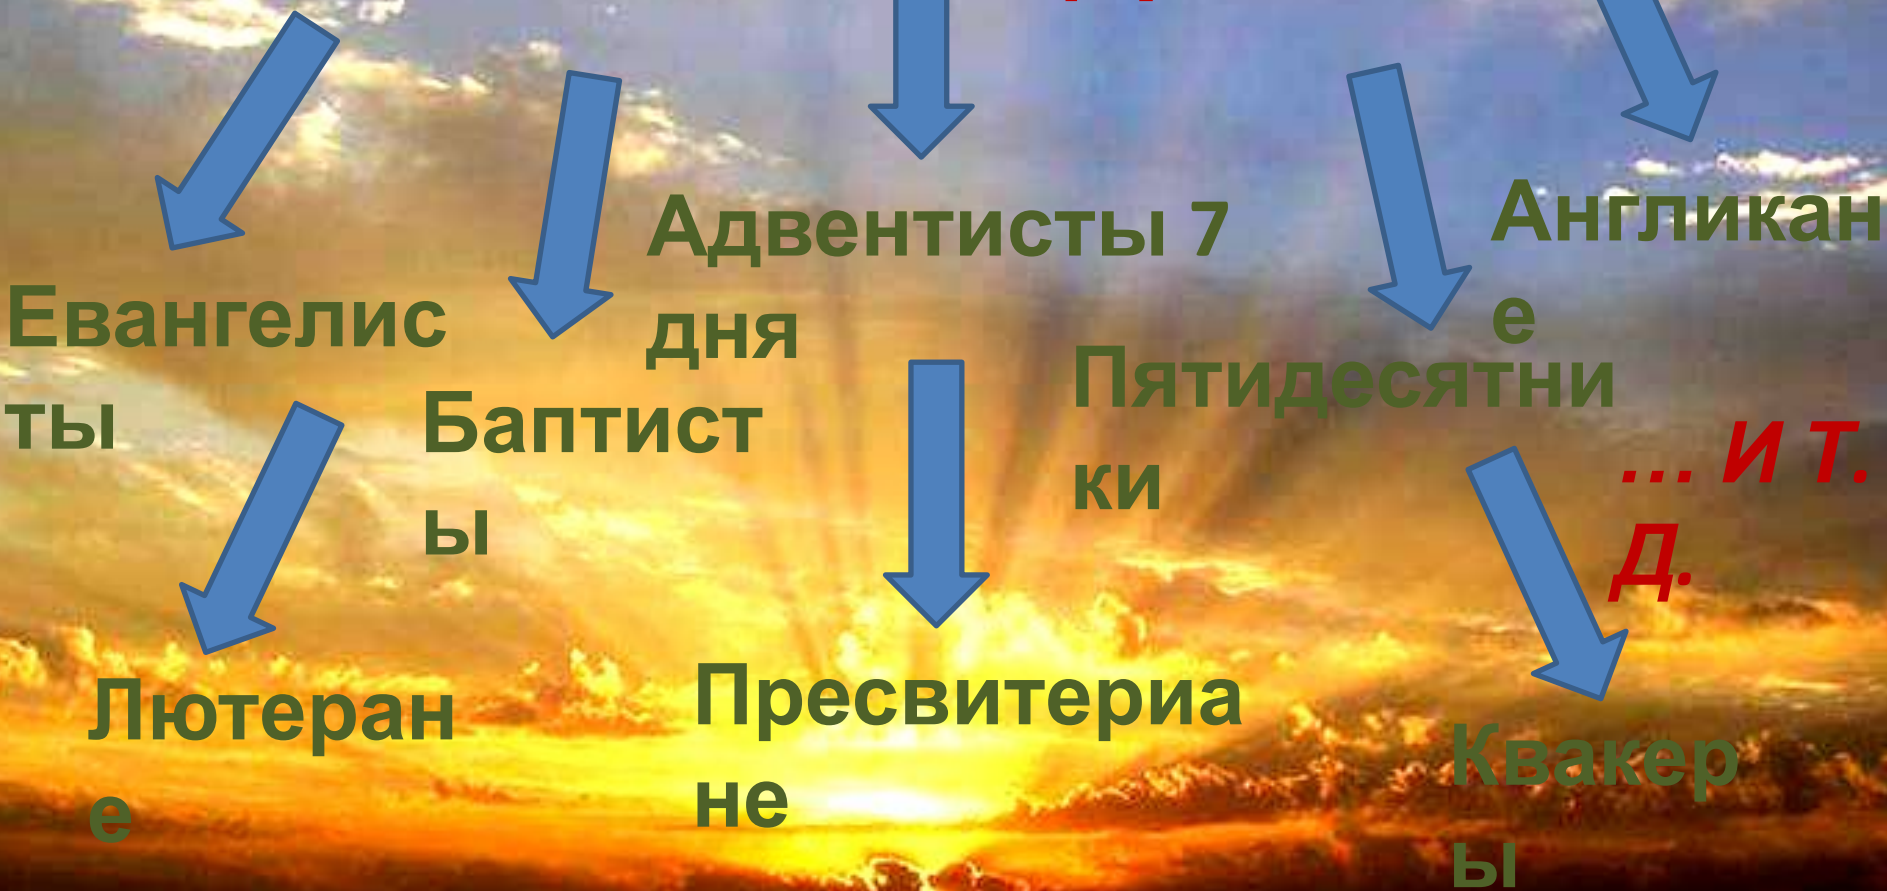 Адвентисты 7
дня
Англикан
е
Евангелис
ты
Баптист
ы
Пятидесятни
ки
... И Т.
Д.
Лютеран
е
Пресвитериа
не
Квакер
ы